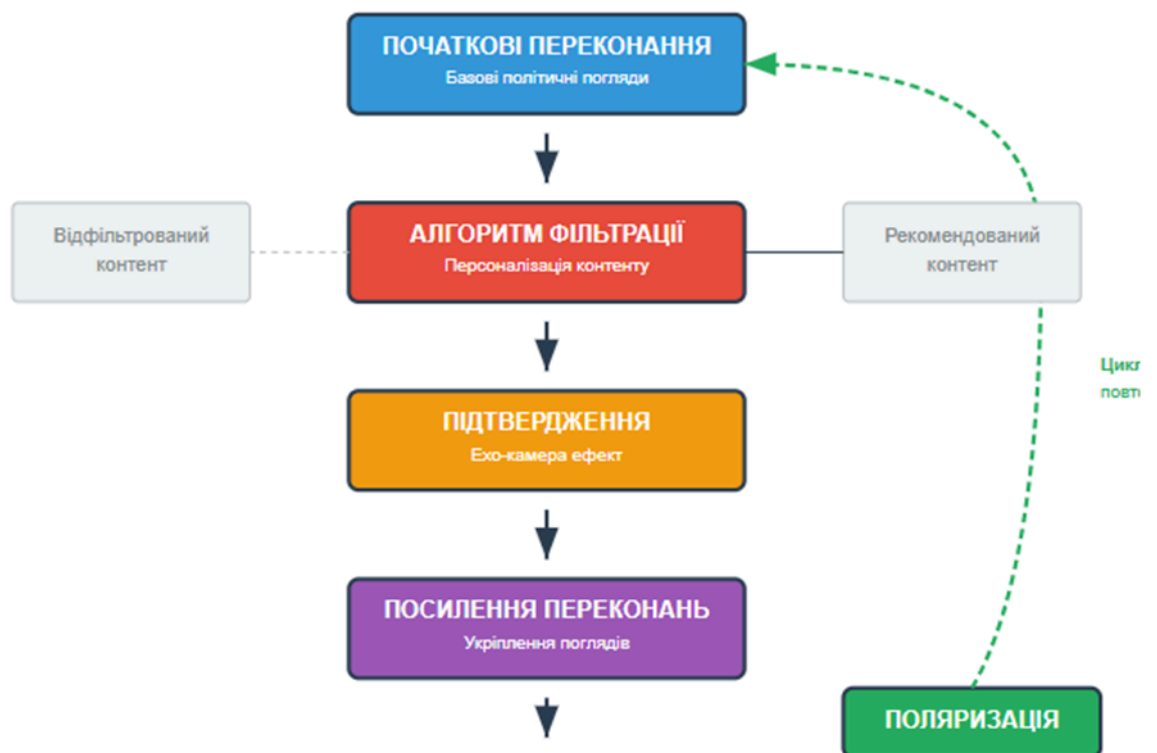 ПОЧАТКОВІ ПЕРЕКОНАННЯ
Базові політичні погляди
Відфільтрований
контент
АЛГОРИТМ ФІЛЬТРАЦІЇ
Персоналізація контенту
Рекомендований
контент
ПІДТВЕРДЖЕННЯ
Ехо-камера ефект
ПОСИЛЕННЯ ПЕРЕКОНАНЬ
Укріплення поглядів
ПОЛЯРИЗАЦІЯ